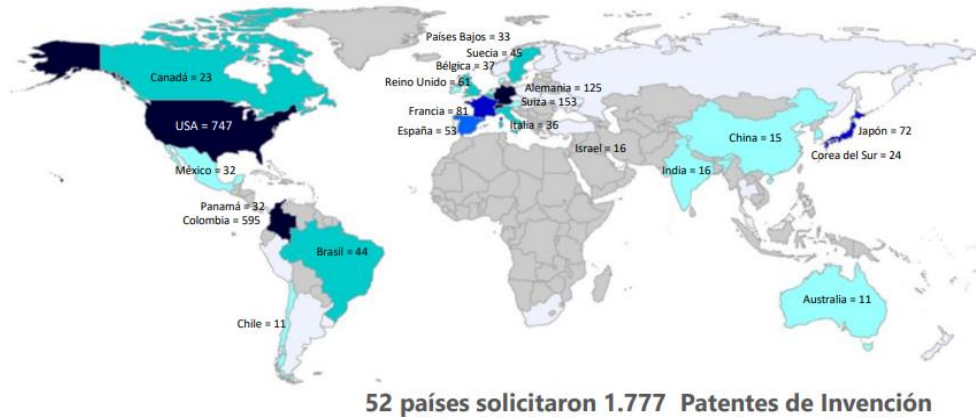 Países Bajos = 33
Suecia = 45
Bélgica = 37
Canadá = 23
Reino Unido = 61
Alemania = 125
Suiza = 153
Francia = 81
USA = 747
Italia = 36
España = 53
Japón = 72
China = 15
Israel = 16
Corea del Sur = 24
México = 32
India = 16
Panamá = 32
Colombia = 595
Brasil = 44
Australia = 11
Chile = 11
52 países solicitaron 1.777 Patentes de Invención